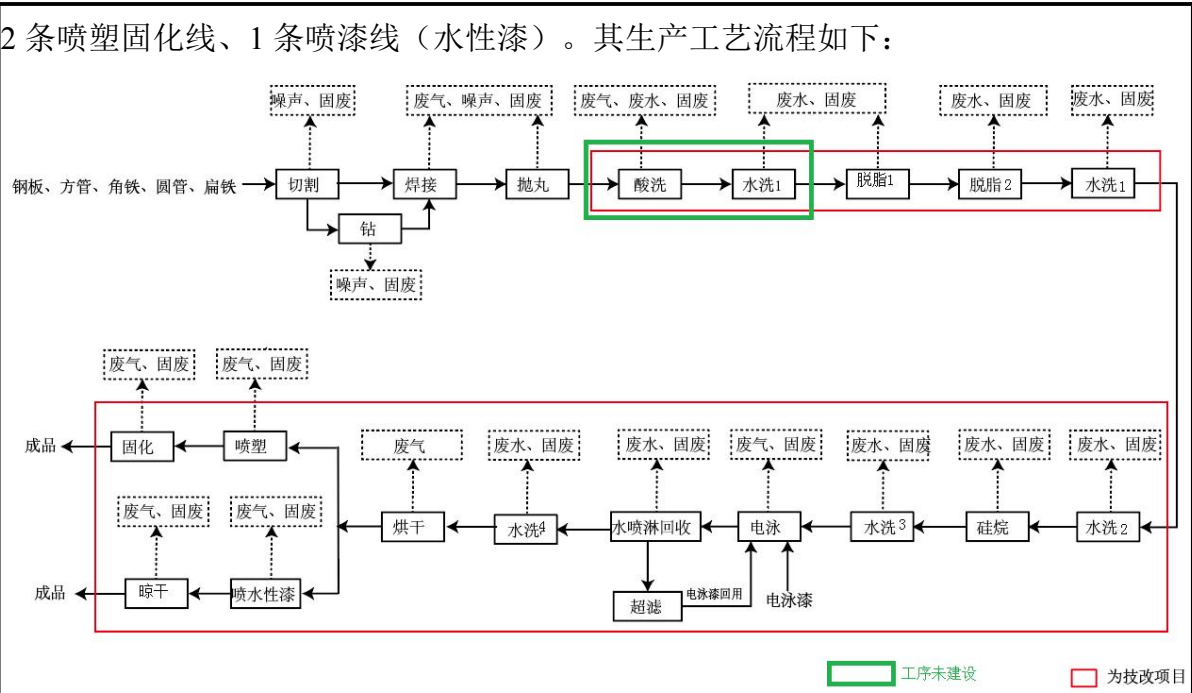 2 条喷塑固化线、1 条喷漆线（水性漆）。其生产工艺流程如下：
噪声、固废
废气、噪声、固废
废气、废水、固废
废水、固废
废水、固废
废水、固废
钢板、方管、角铁、圆管、扁铁
切割
焊接
抛丸
酸洗
水洗1
脱脂1
脱脂2
水洗1
钻
噪声、固废
废气、固废
废气、固废
成品
固化
喷塑
废气
废水、固废
废水、固废
废气、固废
废水、固废
废水、固废
废水、固废
废气、固废
废气、固废
烘干
水洗4
水喷淋回收
电泳
水洗3
硅烷
水洗2
成品
晾干
喷水性漆
超滤
电泳漆回用
电泳漆
工序未建设
为技改项目